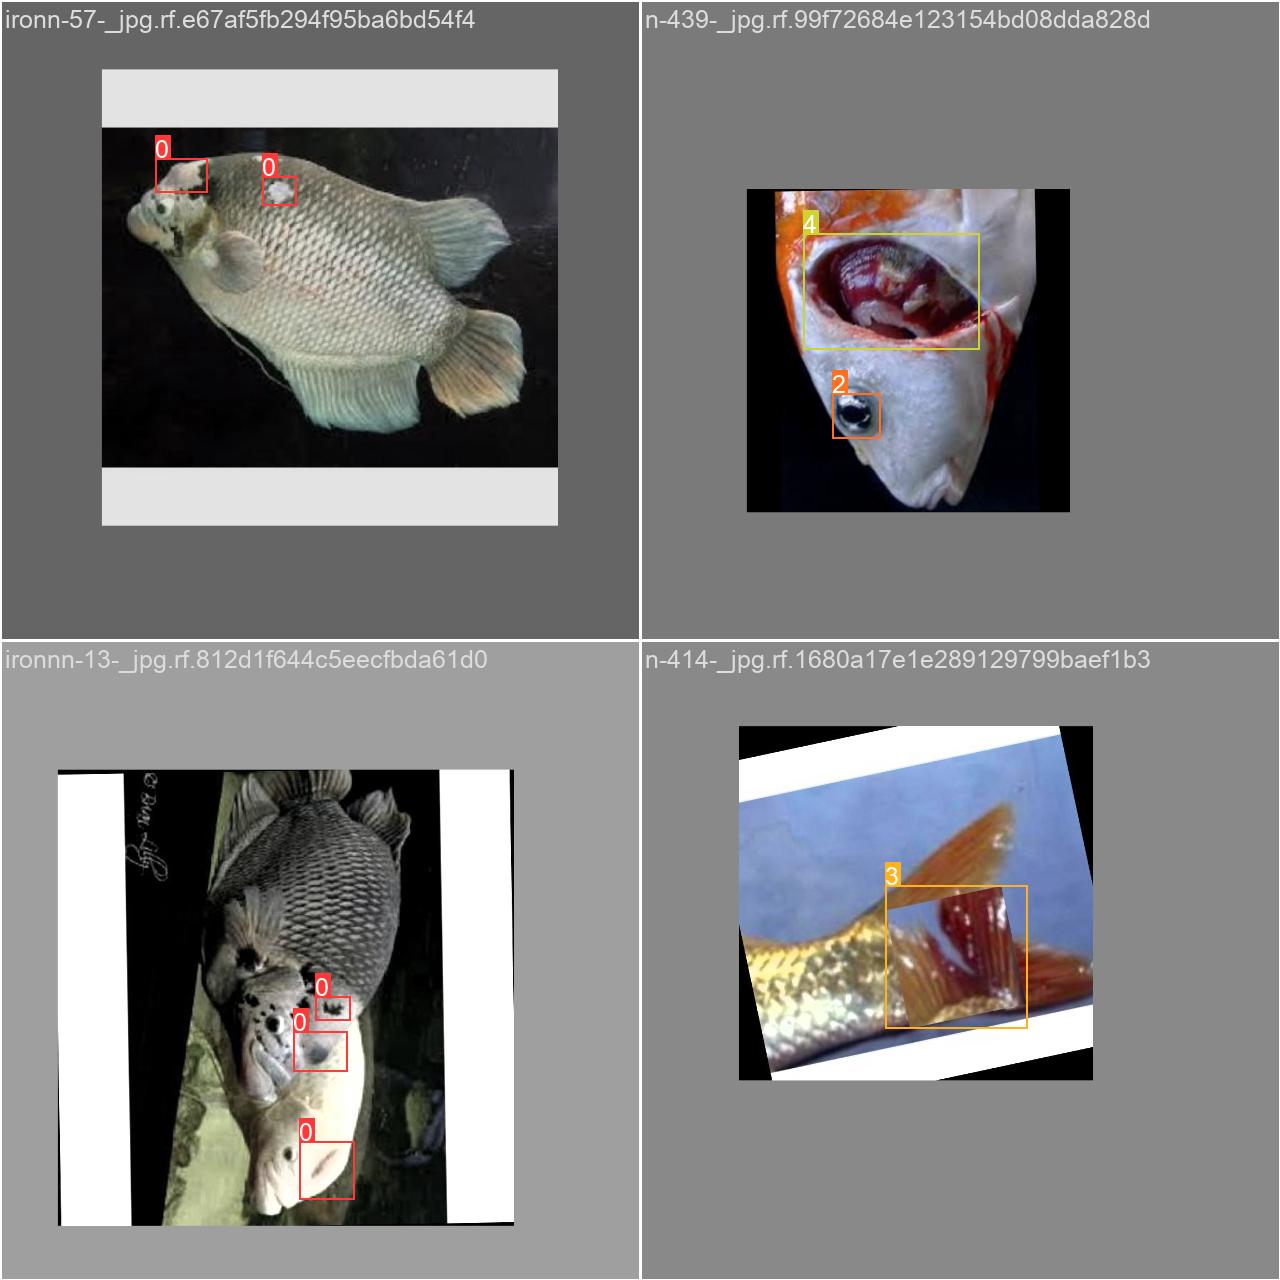 ironn-57-_jpg.rf.e67af5fb294f95ba6bd54f4
0
0
n-439-_jpg.rf.99f72684e123154bd08dda828d
4
2
ironnn-13-_jpg.rf.812d1f644c5eecfbda61d0
0
0
0
n-414-_jpg.rf.1680a17e1e289129799baef1b3
3